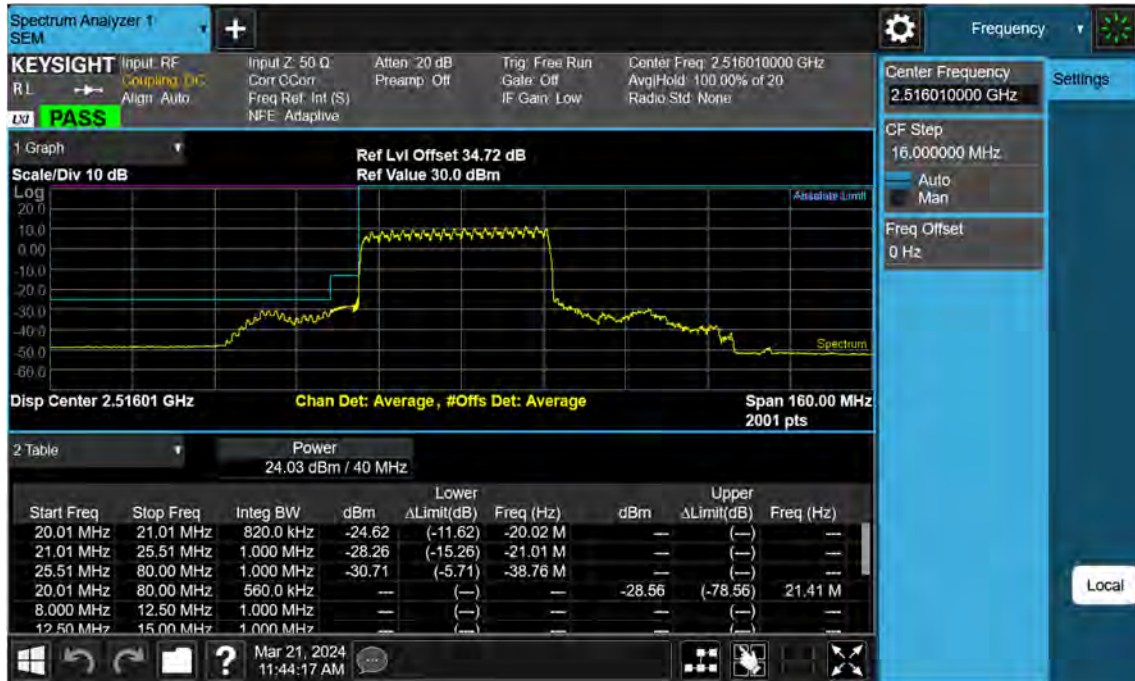 Spectrum Analyzer 1
SEM
Frequency
KEYSIGHT
RL
PASS
Input: RF
Coupling: DC
Align: Auto
Input Z: 50 Ω
Corr CCorr
Freq Ref: Int (S)
NFE: Adaptive
Atten: 20 dB
Preamp: Off
Trig: Free Run
Gate: Off
IF Gain: Low
Center Freq: 2.516010000 GHz
Avg|Hold: 100.00% of 20
Radio Std: None
Center Frequency
2.516010000 GHz
Settings
CF Step
16.000000 MHz
Auto
Man
Freq Offset
0 Hz
1 Graph
Scale/Div 10 dB
Ref Lvl Offset 34.72 dB
Ref Value 30.0 dBm
Log
Absolute Limit
20.0
10.0
0.00
-10.0
-20.0
-30.0
-40.0
-50.0
-60.0
Spectrum
Disp Center 2.51601 GHz
Chan Det: Average, #Offs Det: Average
Span 160.00 MHz
2001 pts
2 Table
Power
24.03 dBm / 40 MHz
Lower Upper
Start Freq Stop Freq Integ BW dBm ΔLimit(dB) Freq (Hz) dBm ΔLimit(dB) Freq (Hz)
20.01 MHz 21.01 MHz 820.0 kHz -24.62 (-11.62) -20.02 M --- (---) ---
21.01 MHz 25.51 MHz 1.000 MHz -28.26 (-15.26) -21.01 M --- (---) ---
25.51 MHz 80.00 MHz 1.000 MHz -30.71 (-5.71) -38.76 M --- (---) ---
20.01 MHz 80.00 MHz 560.0 kHz --- (---) --- -28.56 (-78.56) 21.41 M
8.000 MHz 12.50 MHz 1.000 MHz --- (---) --- --- (---) ---
12.50 MHz 15.00 MHz 1.000 MHz --- (---) --- --- (---) ---
Local
Mar 21, 2024
11:44:17 AM